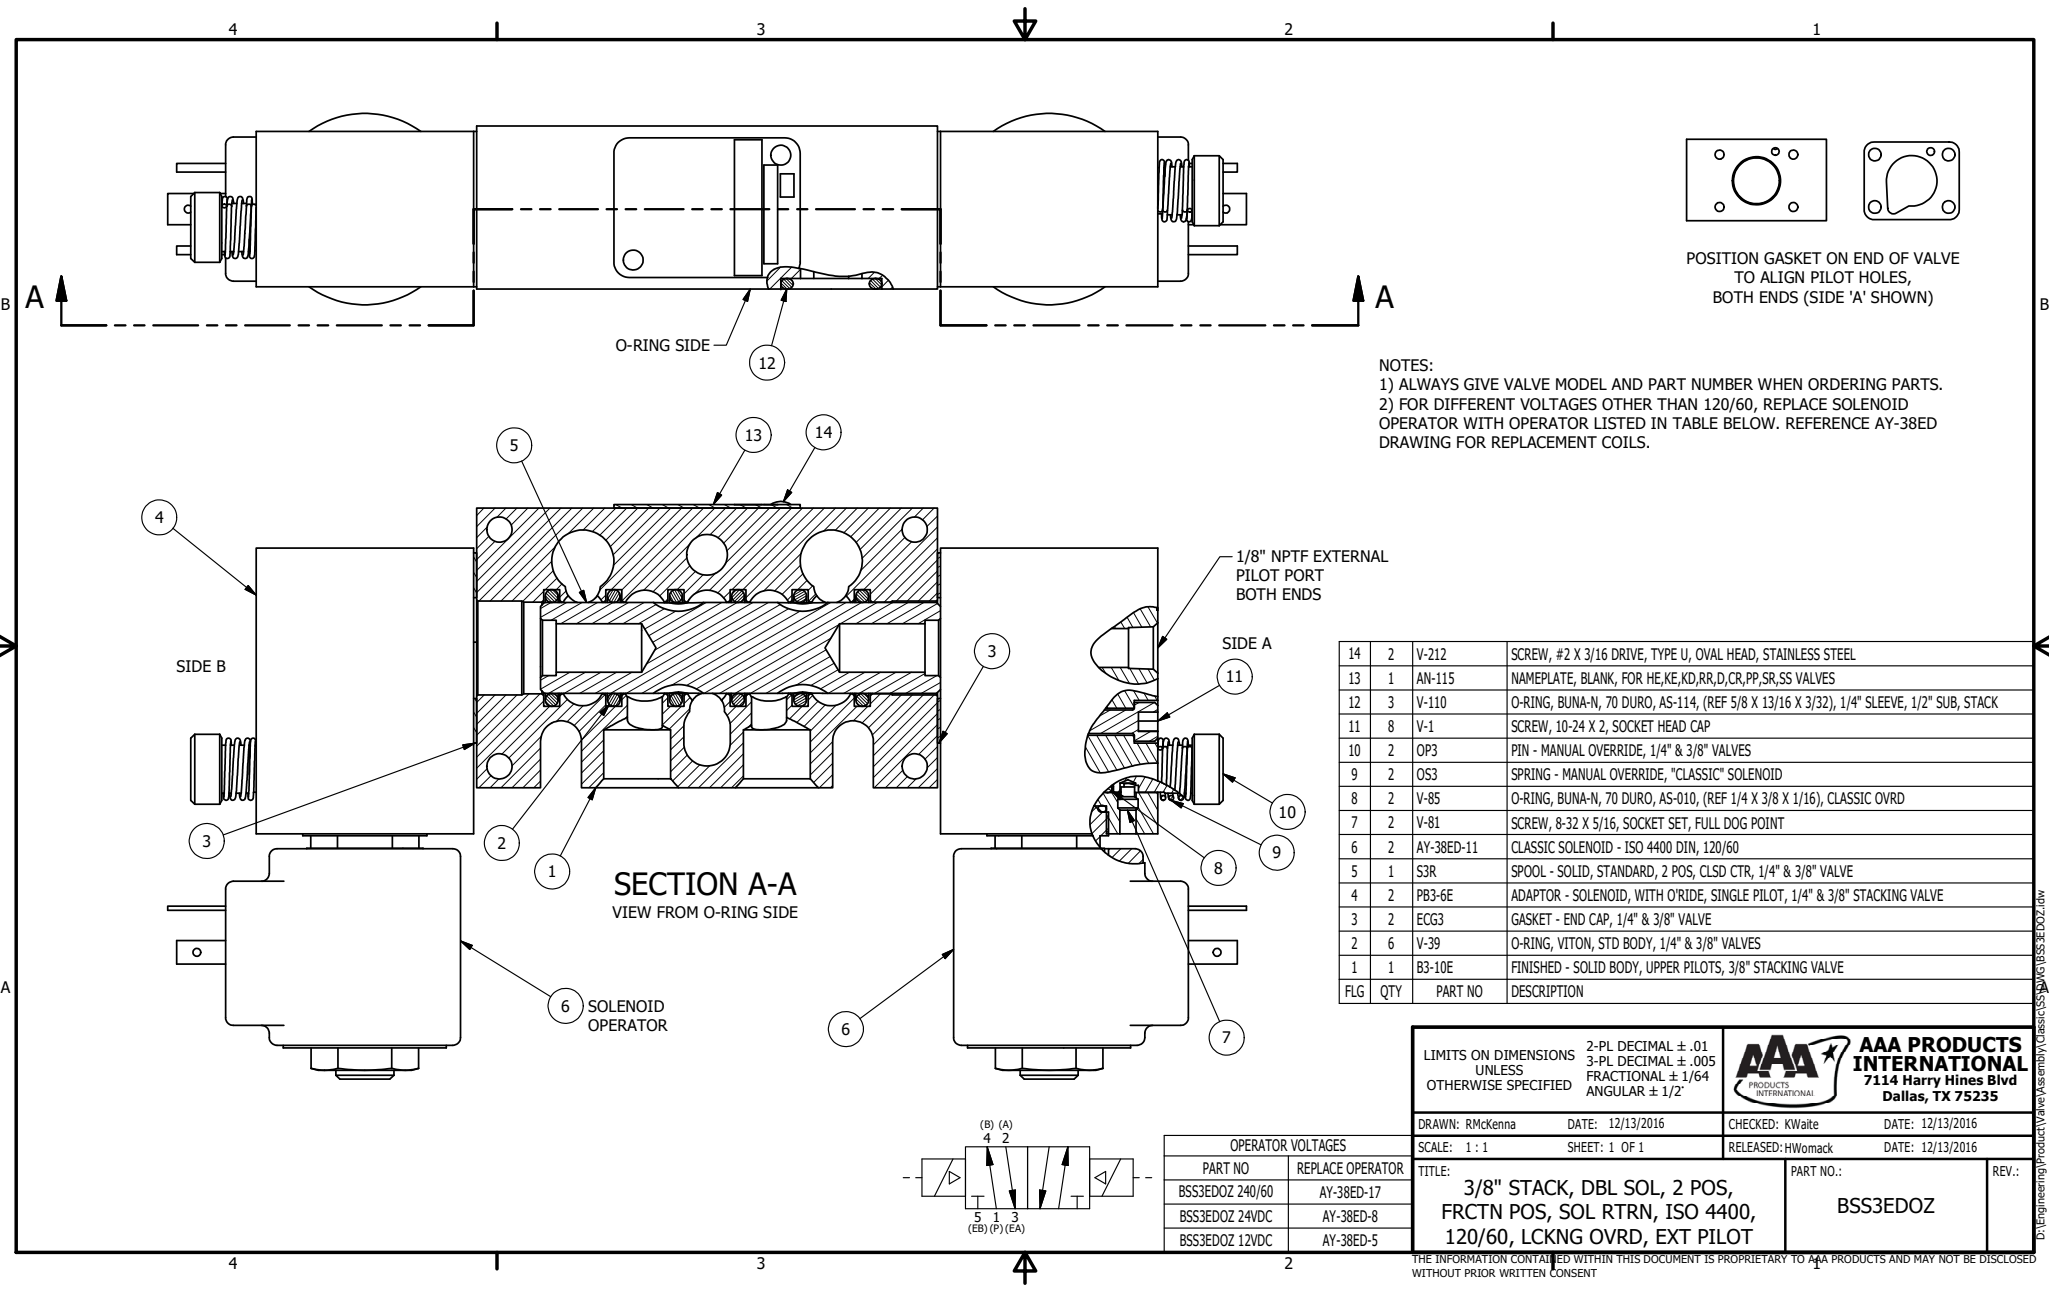 4
3
2
1
B
A
A
B
O-RING SIDE
12
POSITION GASKET ON END OF VALVE
TO ALIGN PILOT HOLES,
BOTH ENDS (SIDE 'A' SHOWN)
NOTES:
1) ALWAYS GIVE VALVE MODEL AND PART NUMBER WHEN ORDERING PARTS.
2) FOR DIFFERENT VOLTAGES OTHER THAN 120/60, REPLACE SOLENOID
OPERATOR WITH OPERATOR LISTED IN TABLE BELOW. REFERENCE AY-38ED
DRAWING FOR REPLACEMENT COILS.
5
13
14
4
1/8" NPTF EXTERNAL
PILOT PORT
BOTH ENDS
SIDE B
SIDE A
3
11
10
3
2
1
8
9
SECTION A-A
VIEW FROM O-RING SIDE
6 SOLENOID
OPERATOR
6
7
14 2 V-212 SCREW, #2 X 3/16 DRIVE, TYPE U, OVAL HEAD, STAINLESS STEEL
13 1 AN-115 NAMEPLATE, BLANK, FOR HE,KE,KD,RR,D,CR,PP,SR,SS VALVES
12 3 V-110 O-RING, BUNA-N, 70 DURO, AS-114, (REF 5/8 X 13/16 X 3/32), 1/4" SLEEVE, 1/2" SUB, STACK
11 8 V-1 SCREW, 10-24 X 2, SOCKET HEAD CAP
10 2 OP3 PIN - MANUAL OVERRIDE, 1/4" & 3/8" VALVES
9 2 OS3 SPRING - MANUAL OVERRIDE, "CLASSIC" SOLENOID
8 2 V-85 O-RING, BUNA-N, 70 DURO, AS-010, (REF 1/4 X 3/8 X 1/16), CLASSIC OVRD
7 2 V-81 SCREW, 8-32 X 5/16, SOCKET SET, FULL DOG POINT
6 2 AY-38ED-11 CLASSIC SOLENOID - ISO 4400 DIN, 120/60
5 1 S3R SPOOL - SOLID, STANDARD, 2 POS, CLSD CTR, 1/4" & 3/8" VALVE
4 2 PB3-6E ADAPTOR - SOLENOID, WITH O'RIDE, SINGLE PILOT, 1/4" & 3/8" STACKING VALVE
3 2 ECG3 GASKET - END CAP, 1/4" & 3/8" VALVE
2 6 V-39 O-RING, VITON, STD BODY, 1/4" & 3/8" VALVES
1 1 B3-10E FINISHED - SOLID BODY, UPPER PILOTS, 3/8" STACKING VALVE
FLG QTY PART NO DESCRIPTION
A
A
D:\Engineering\Product\Valve\Assembly\Classic\SS\DWG\BSS3EDOZ.idw
(B) (A)
4 2
5 1 3
(EB) (P) (EA)
OPERATOR VOLTAGES
PART NO REPLACE OPERATOR
BSS3EDOZ 240/60 AY-38ED-17
BSS3EDOZ 24VDC AY-38ED-8
BSS3EDOZ 12VDC AY-38ED-5
LIMITS ON DIMENSIONS
UNLESS
OTHERWISE SPECIFIED
2-PL DECIMAL ± .01
3-PL DECIMAL ± .005
FRACTIONAL ± 1/64
ANGULAR ± 1/2°
AAA
PRODUCTS
INTERNATIONAL
AAA PRODUCTS
INTERNATIONAL
7114 Harry Hines Blvd
Dallas, TX 75235
DRAWN: RMcKenna DATE: 12/13/2016 CHECKED: KWaite DATE: 12/13/2016
SCALE: 1 : 1 SHEET: 1 OF 1 RELEASED: HWomack DATE: 12/13/2016
TITLE:
3/8" STACK, DBL SOL, 2 POS,
FRCTN POS, SOL RTRN, ISO 4400,
120/60, LCKNG OVRD, EXT PILOT
PART NO.:
BSS3EDOZ
REV.:
4
3
2
1
THE INFORMATION CONTAINED WITHIN THIS DOCUMENT IS PROPRIETARY TO AAA PRODUCTS AND MAY NOT BE DISCLOSED
WITHOUT PRIOR WRITTEN CONSENT